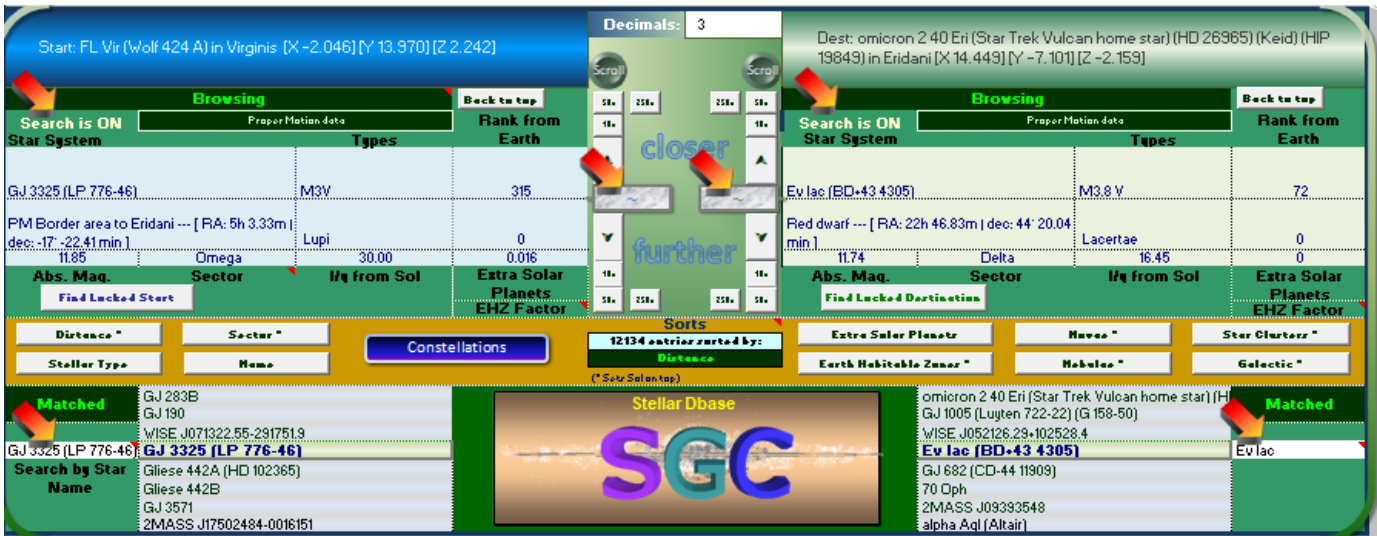 Start: FL Vir (Wolf 424 A) in Virginis [X -2.046] [Y 13.970] [Z 2.242]
Decimals: 3
Dest: omicron 2 40 Eri (Star Trek Vulcan home star) (HD 26965) (Keid) (HIP 19849) in Eridani [X 14.449] [Y -7.101] [Z -2.159]
Scroll
Scroll
Browsing
Back to top
Search is ON
Proper Motion data
Rank from Earth
Star System
Types
GJ 3325 (LP 776-46)
M3V
315
PM Border area to Eridani --- [ RA: 5h 3.33m | dec: -17° -22.41 min ]
Lupi
0
11.85
Omega
30.00
0.016
Abs. Mag.
Sector
l/y from Sol
Extra Solar Planets
EHZ Factor
Find Locked Start
closer
~
~
further
Browsing
Back to top
Search is ON
Proper Motion data
Rank from Earth
Star System
Types
Ev lac (BD+43 4305)
M3.8 V
72
Red dwarf --- [ RA: 22h 46.83m | dec: 44° 20.04 min ]
Lacertae
0
11.74
Delta
16.45
0
Abs. Mag.
Sector
l/y from Sol
Extra Solar Planets
EHZ Factor
Find Locked Destination
Distance *
Sector *
Stellar Type
Name
Constellations
Sorts
12134 entries sorted by:
Distance
(* Sets Sol on top)
Extra Solar Planets
Novas *
Star Clusters *
Earth Habitable Zones *
Nebulas *
Galactic *
Matched
GJ 3325 (LP 776-46)
Search by Star Name
GJ 283B
GJ 190
WISE J071322.55-291751.9
GJ 3325 (LP 776-46)
Gliese 442A (HD 102365)
Gliese 442B
GJ 3571
2MASS J17502484-0016151
Stellar Dbase
SGC
omicron 2 40 Eri (Star Trek Vulcan home star) (H
GJ 1005 (Luyten 722-22) (G 158-50)
WISE J052126.29+102528.4
Ev lac (BD+43 4305)
GJ 682 (CD-44 11909)
70 Oph
2MASS J09393548
alpha Aql (Altair)
Matched
Ev lac